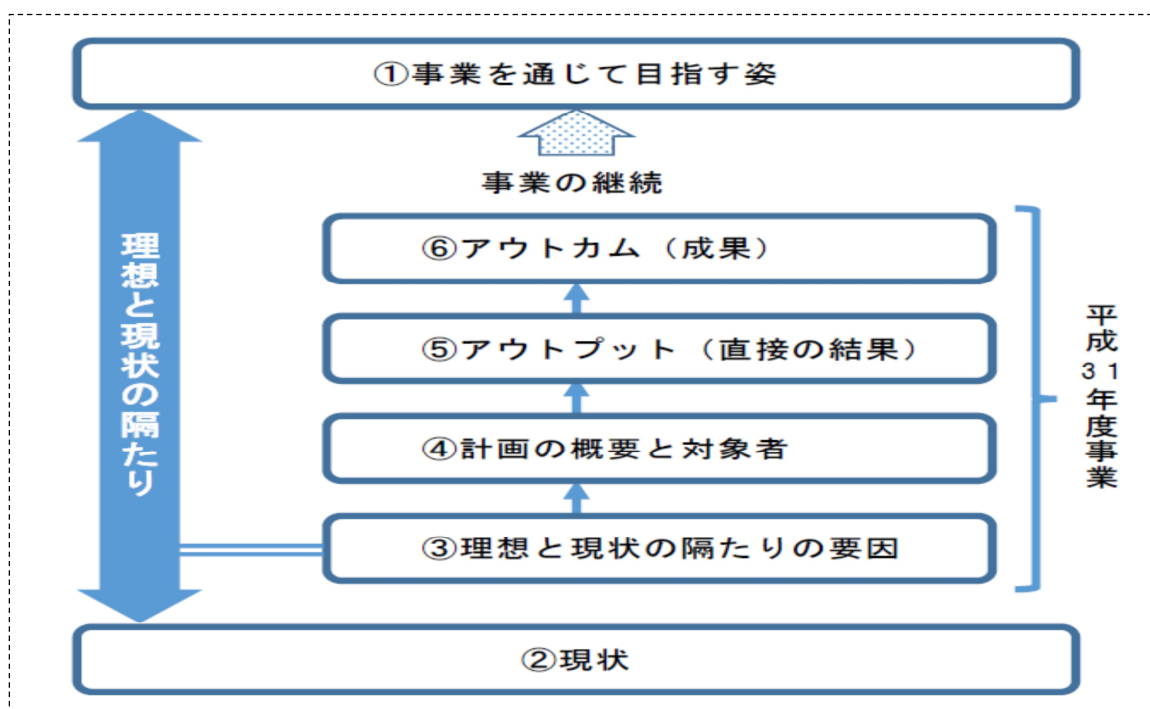 ①事業を通じて目指す姿
事業の継続
⑥アウトカム（成果）
⑤アウトプット（直接の結果）
④計画の概要と対象者
③理想と現状の隔たりの要因
②現状
理想と現状の隔たり
平成31年度事業